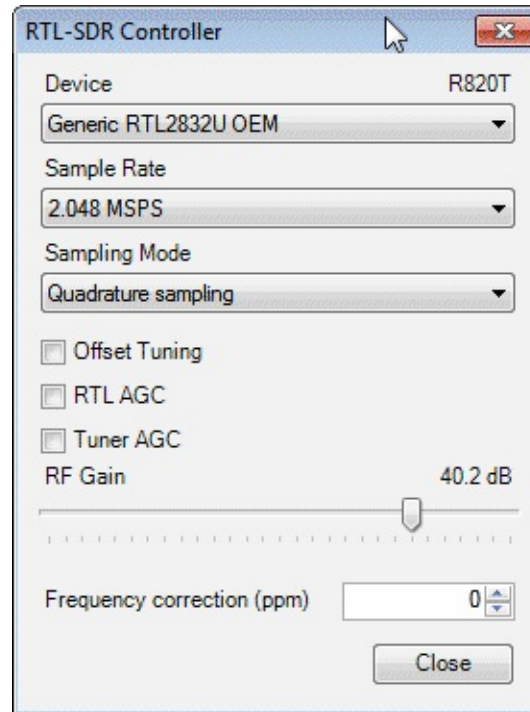 RTL-SDR Controller
Device R820T
Generic RTL2832U OEM
Sample Rate
2.048 MSPS
Sampling Mode
Quadrature sampling
Offset Tuning
RTL AGC
Tuner AGC
RF Gain 40.2 dB
Frequency correction (ppm) 0
Close